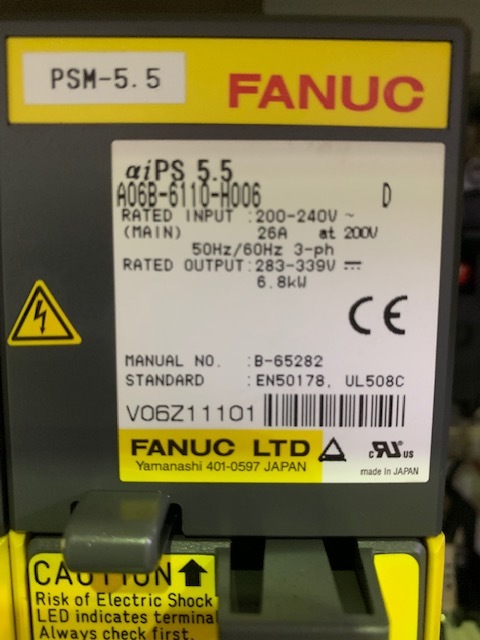 PSM-5.5
FANUC
αiPS 5.5
A06B-6110-H006 D
RATED INPUT :200-240V ~
(MAIN) 26A at 200V
50Hz/60Hz 3-ph
RATED OUTPUT:283-339V ⎓
6.8kW
CE
MANUAL NO. :B-65282
STANDARD :EN50178, UL508C
V06Z11101
FANUC LTD
Yamanashi 401-0597 JAPAN
c RU us
made in JAPAN
CAUTION
Risk of Electric Shock
LED indicates terminal
Always check first.